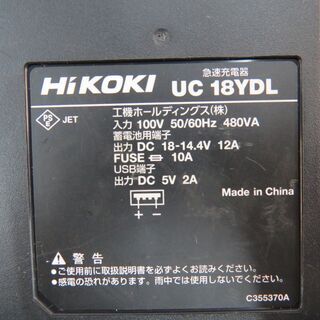 急速充電器
HiKOKI UC 18YDL
PS E JET
工機ホールディングス(株)
入力 100V 50/60Hz 480VA
蓄電池用端子
出力 DC 18-14.4V 12A
FUSE 10A
USB端子
出力 DC 5V 2A
+ −
Made in China
警告
●ご使用前に取扱説明書を必ずよくお読みください。
●感電の恐れがあります。雨中では使用しないでください。
C355370A